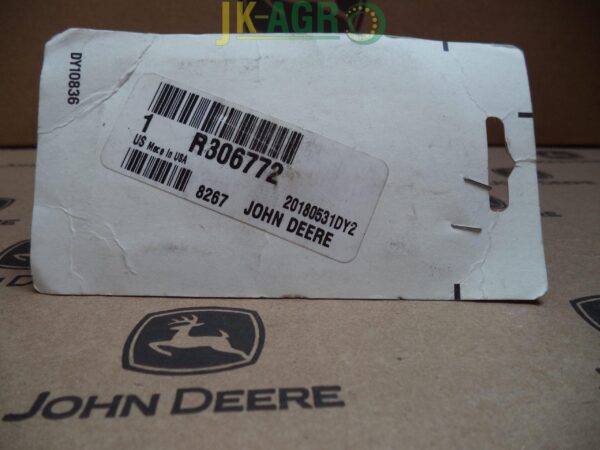 JK-AGRO
DY10836
1 R306772
US Made in USA
20180531DY2
8267 JOHN DEERE
JOHN DEERE